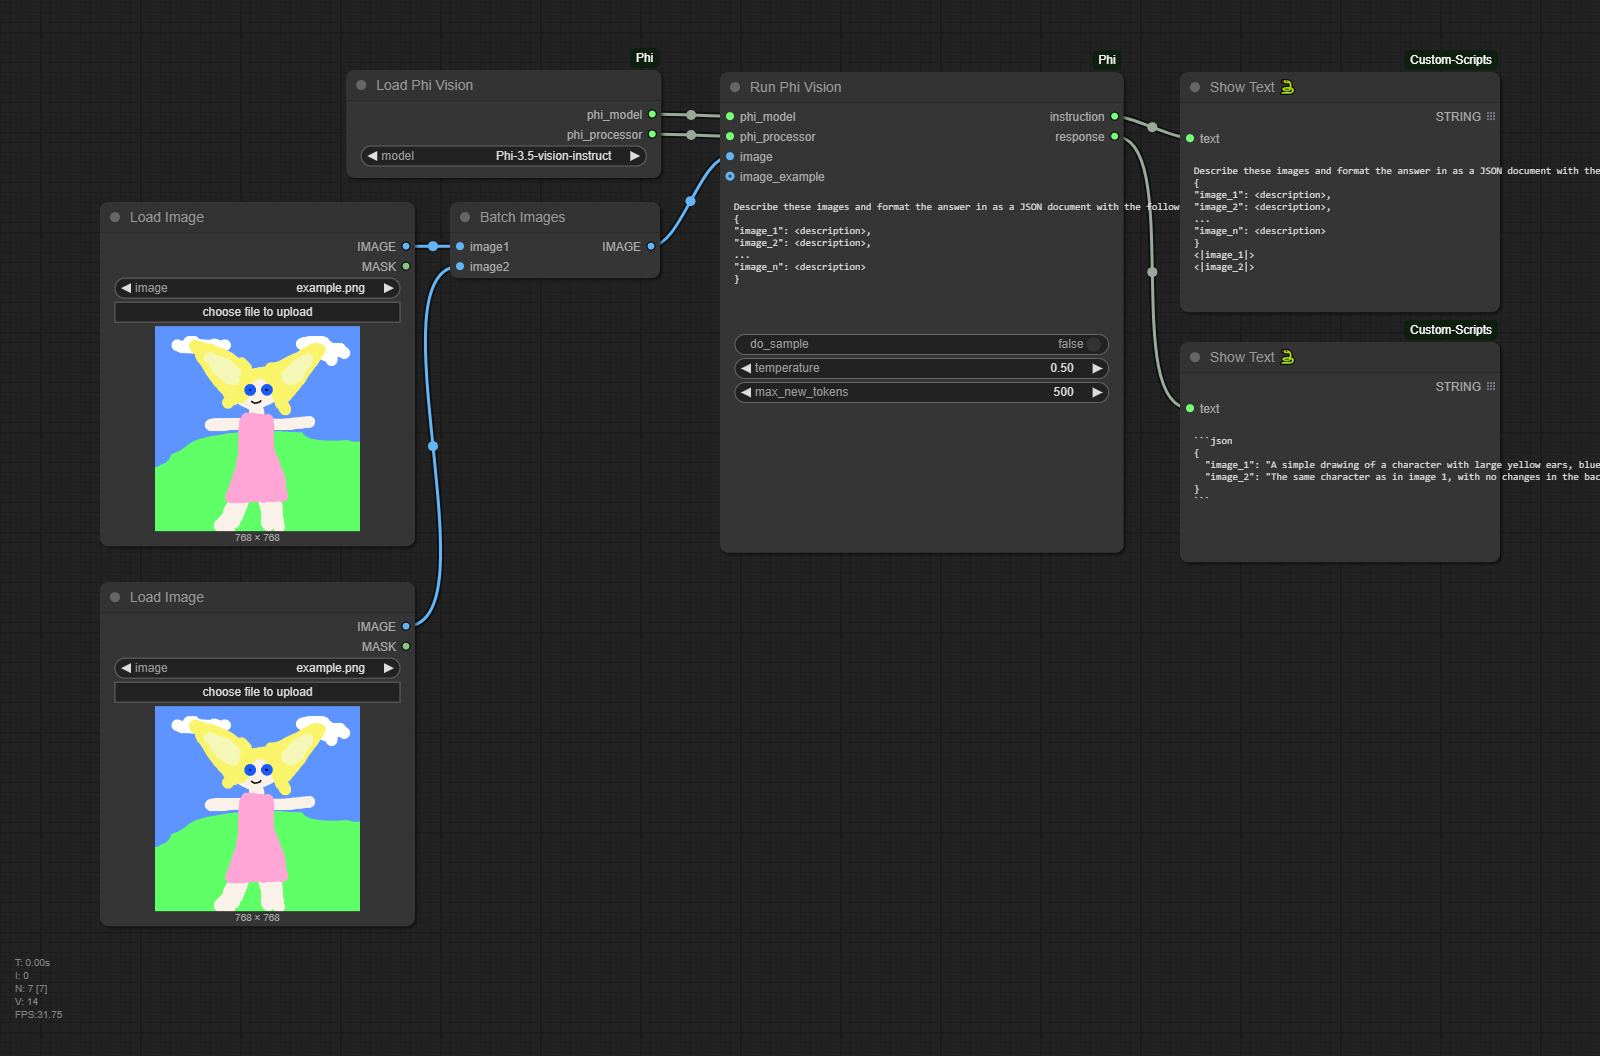 Phi
Load Phi Vision
phi_model
phi_processor
model Phi-3.5-vision-instruct
Load Image
IMAGE
MASK
image example.png
choose file to upload
768 × 768
Batch Images
image1 IMAGE
image2
Phi
Run Phi Vision
phi_model instruction
phi_processor response
image
image_example
Describe these images and format the answer in as a JSON document with the follow
{
"image_1": <description>,
"image_2": <description>,
...
"image_n": <description>
}
do_sample false
temperature 0.50
max_new_tokens 500
Custom-Scripts
Show Text 🐍
STRING
text
Describe these images and format the answer in as a JSON document with the
{
"image_1": <description>,
"image_2": <description>,
...
"image_n": <description>
}
<|image_1|>
<|image_2|>
Custom-Scripts
Show Text 🐍
STRING
text
```json
{
"image_1": "A simple drawing of a character with large yellow ears, blue
"image_2": "The same character as in image 1, with no changes in the bac
}
```
Load Image
IMAGE
MASK
image example.png
choose file to upload
768 × 768
T: 0.00s
I: 0
N: 7 [7]
V: 14
FPS:31.75